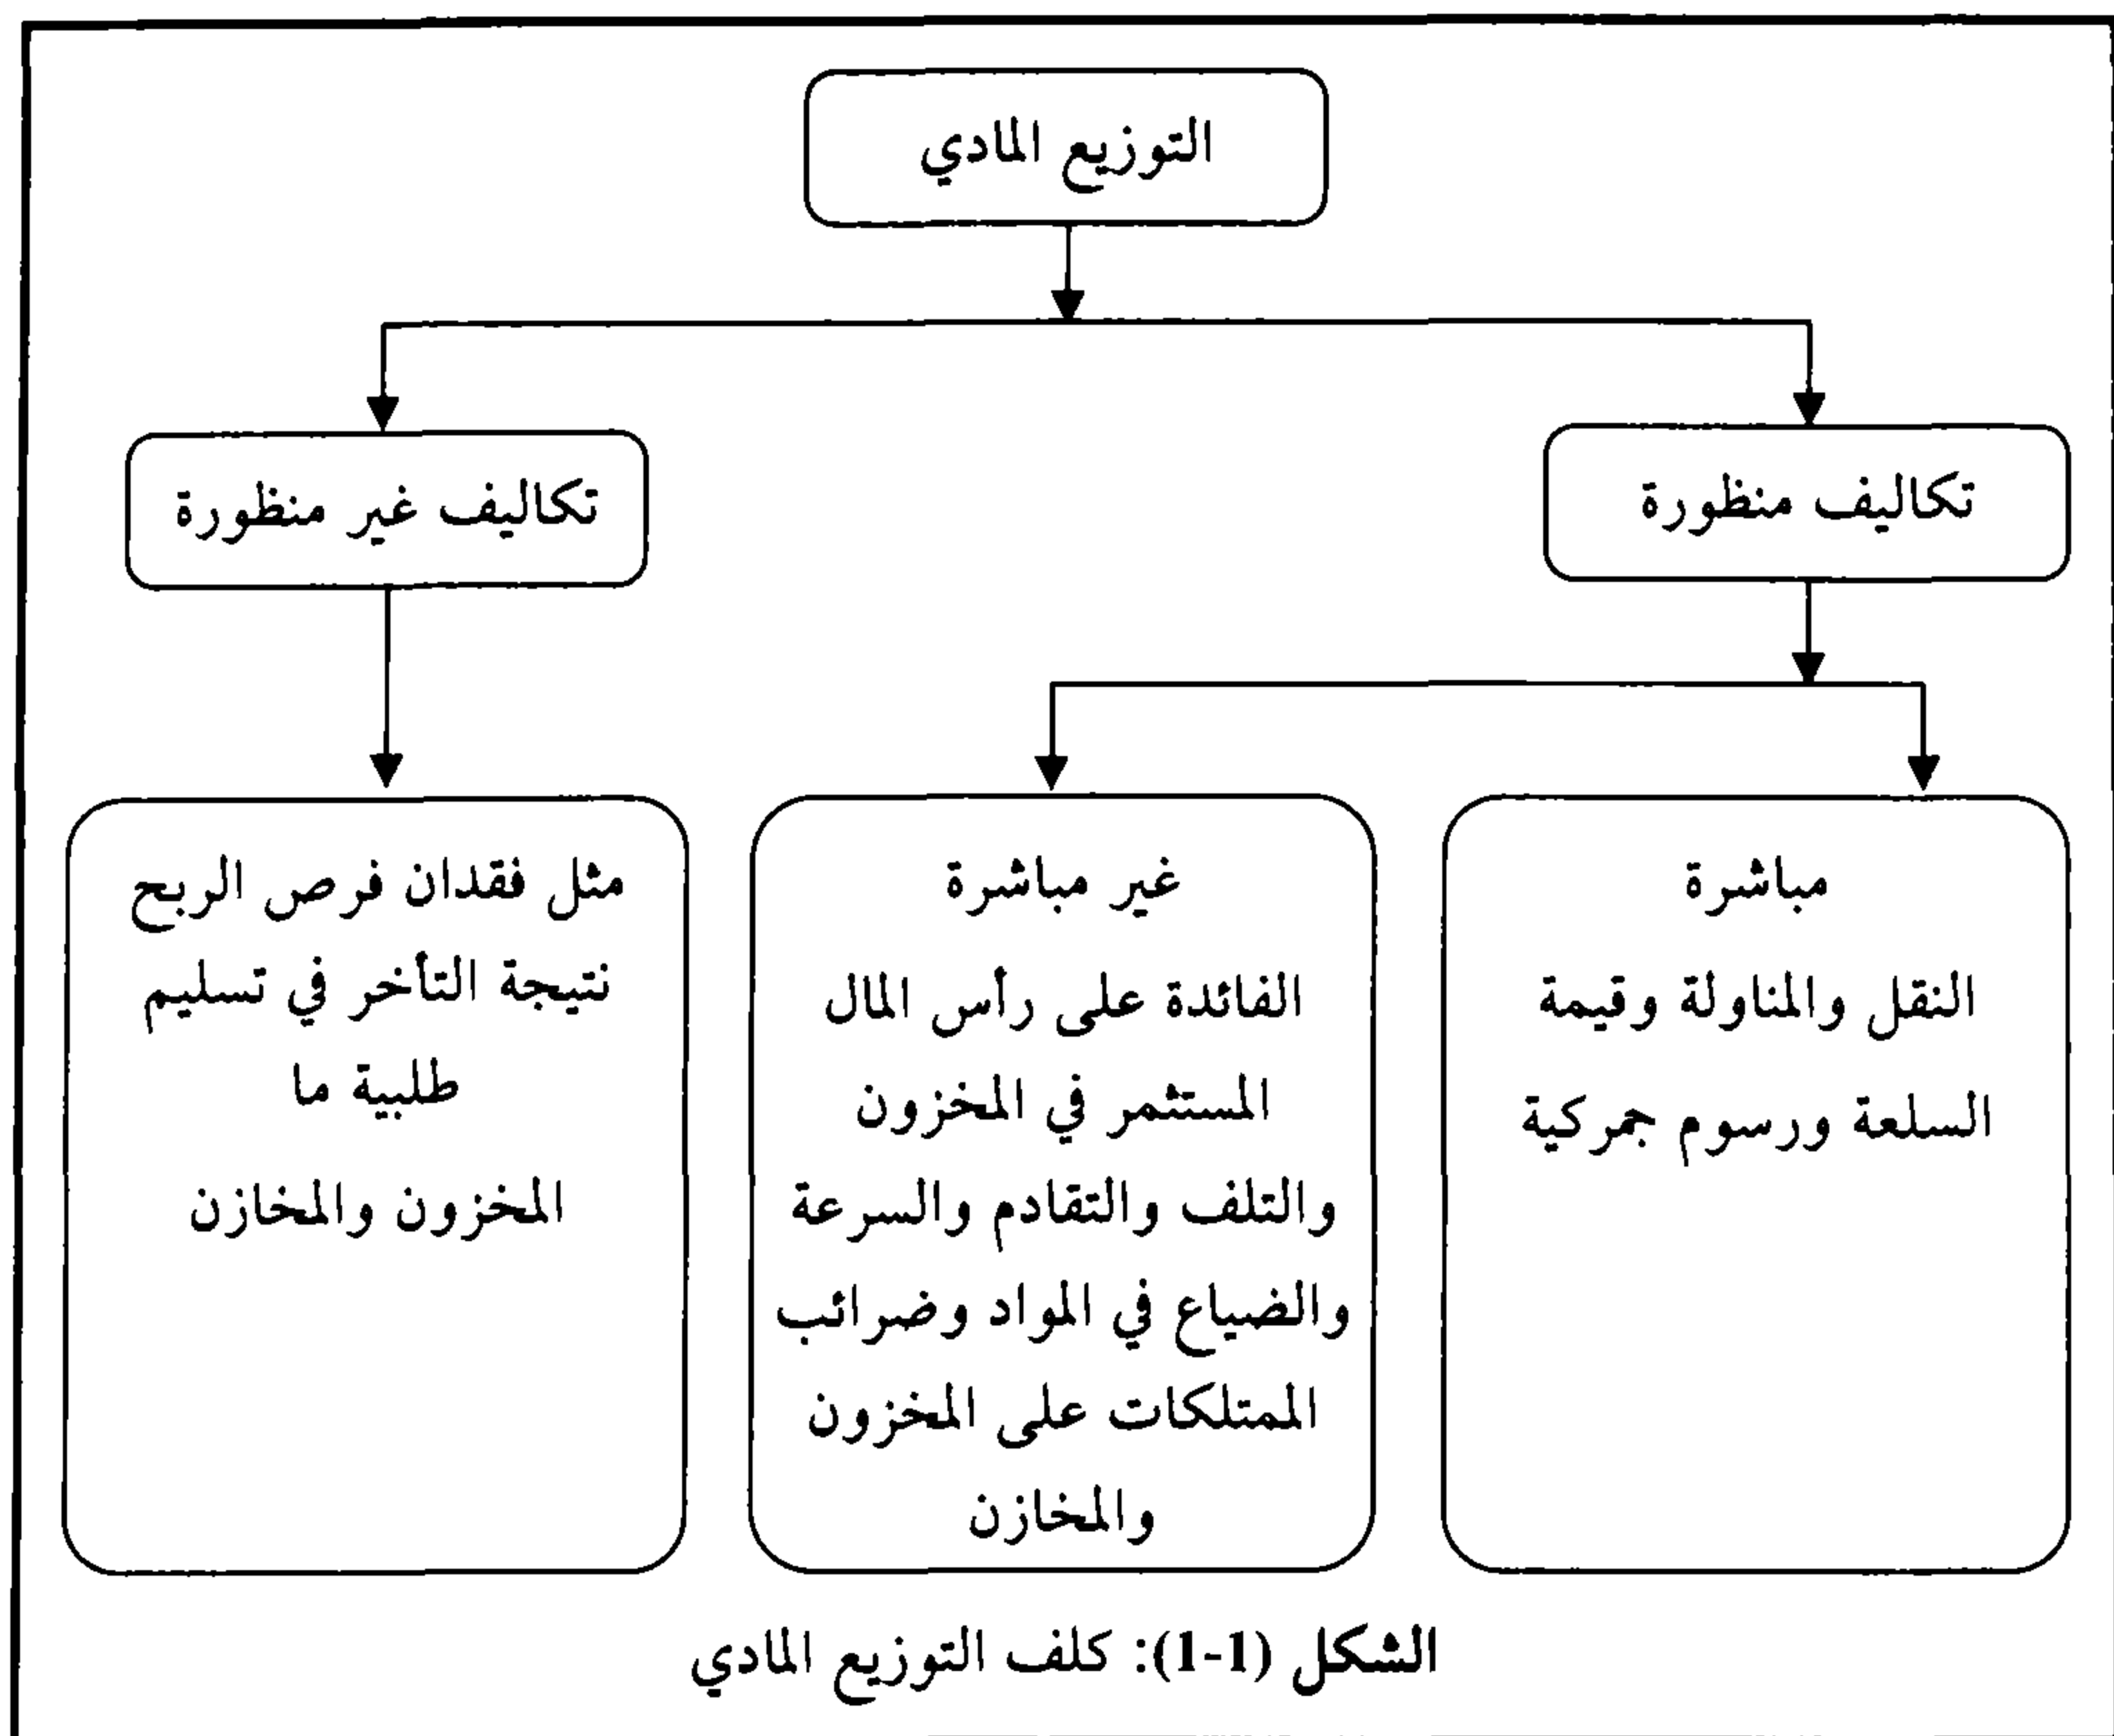 التوزيع المادي
تكاليف منظورة
تكاليف غير منظورة
مباشرة
النقل والمناولة وقيمة
السلعة ورسوم جمركية
غير مباشرة
الفائدة على رأس المال
المستثمر في المخزون
والتلف والتقادم والسرعة
والضياع في المواد وضرائب
الممتلكات على المخزون
والمخازن
مثل فقدان فرص الربح
نتيجة التأخر في تسليم
طلبية ما
المخزون والمخازن
الشكل (1-1): كلف التوزيع المادي